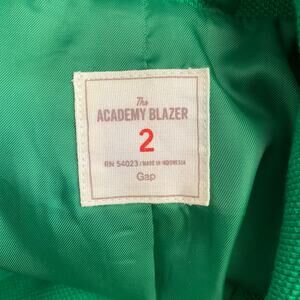 The
ACADEMY BLAZER
2
RN 54023 / MADE IN INDONESIA
Gap